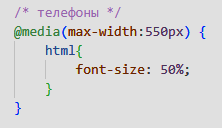 /* телефоны */
@media(max-width:550px) {
html{
font-size: 50%;
}
}